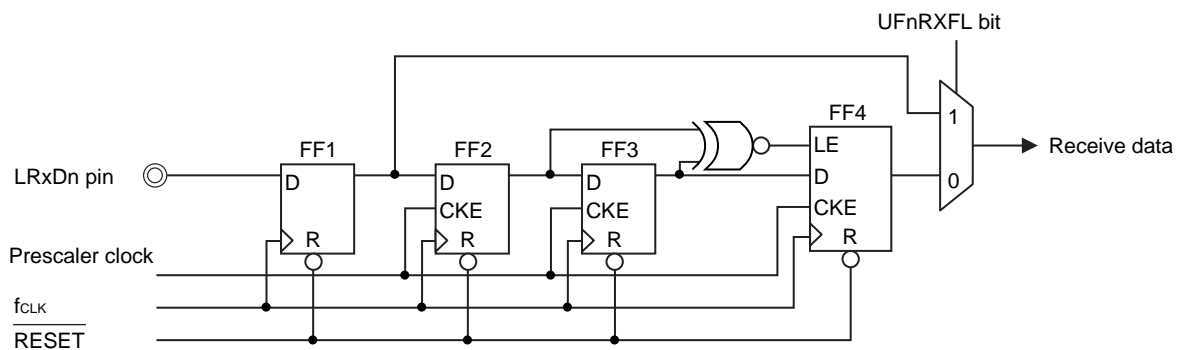 UFnRXFL bit
FF1
FF2
FF3
FF4
1
LRxDn pin
D
D
D
LE
D
Receive data
0
CKE
CKE
CKE
R
R
R
R
Prescaler clock
fCLK
RESET